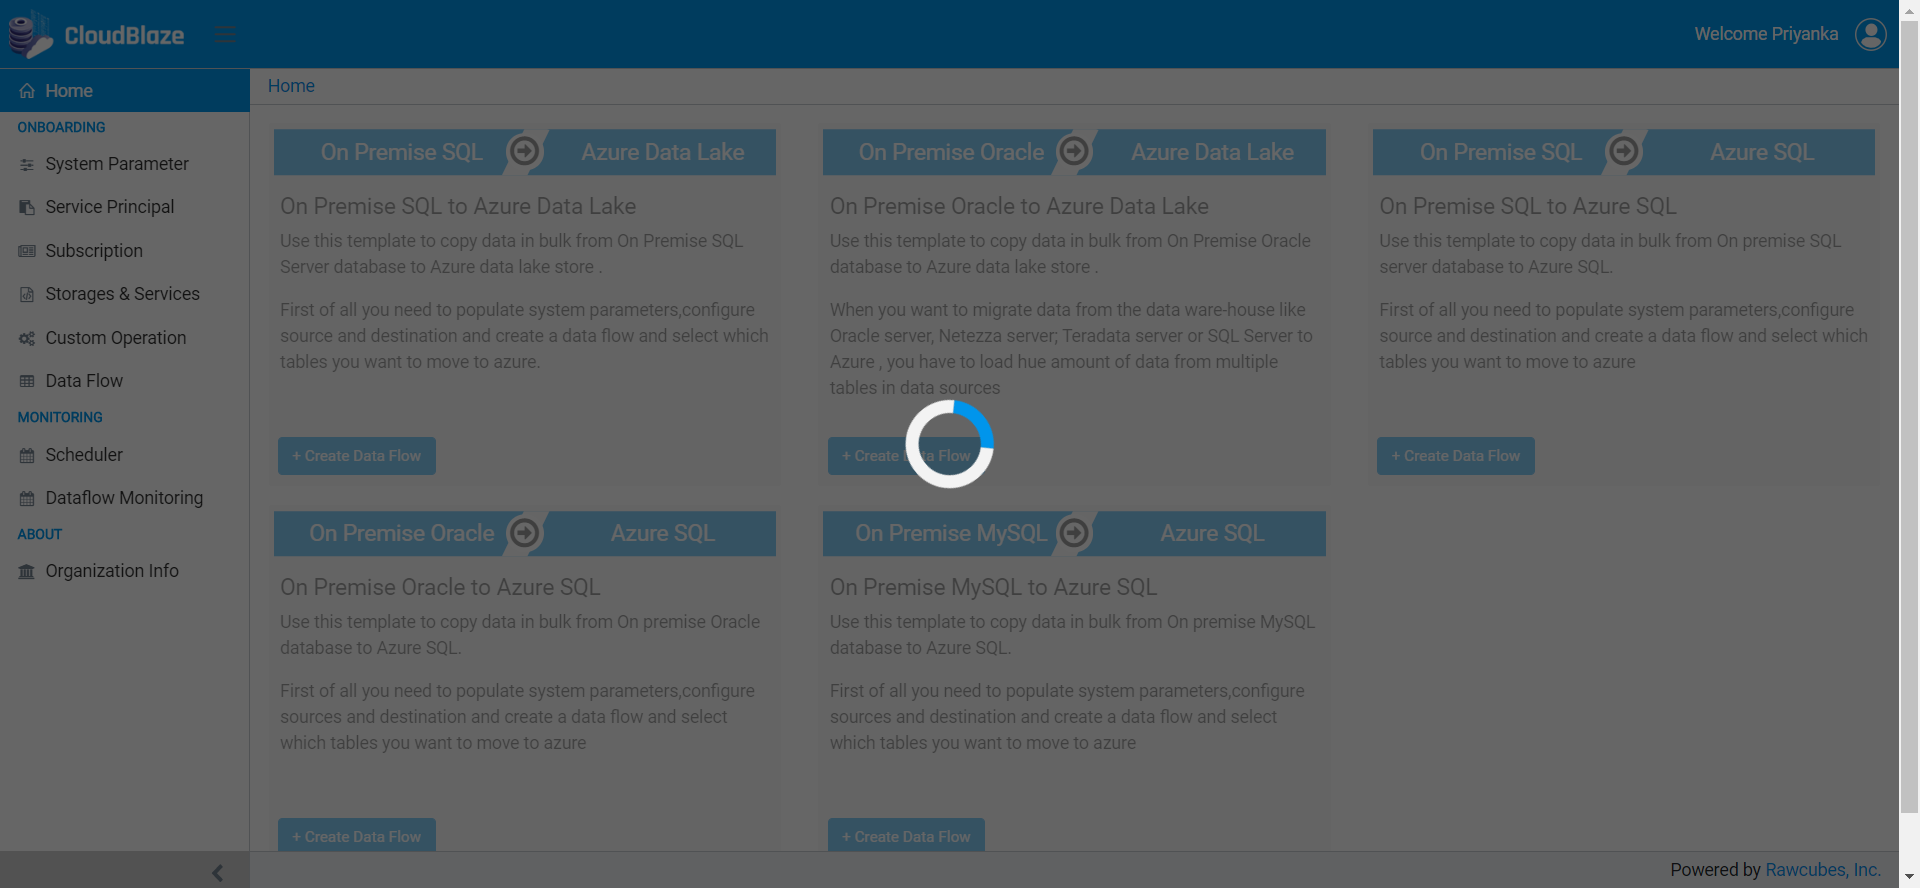 CloudBlaze
Welcome Priyanka
Home
ONBOARDING
System Parameter
Service Principal
Subscription
Storages & Services
Custom Operation
Data Flow
MONITORING
Scheduler
Dataflow Monitoring
ABOUT
Organization Info
Home
On Premise SQL Azure Data Lake
On Premise SQL to Azure Data Lake
Use this template to copy data in bulk from On Premise SQL
Server database to Azure data lake store .
First of all you need to populate system parameters,configure
source and destination and create a data flow and select which
tables you want to move to azure.
+ Create Data Flow
On Premise Oracle Azure Data Lake
On Premise Oracle to Azure Data Lake
Use this template to copy data in bulk from On Premise Oracle
database to Azure data lake store .
When you want to migrate data from the data ware-house like
Oracle server, Netezza server; Teradata server or SQL Server to
Azure , you have to load hue amount of data from multiple
tables in data sources
+ Create Data Flow
On Premise SQL Azure SQL
On Premise SQL to Azure SQL
Use this template to copy data in bulk from On premise SQL
server database to Azure SQL.
First of all you need to populate system parameters,configure
source and destination and create a data flow and select which
tables you want to move to azure
+ Create Data Flow
On Premise Oracle Azure SQL
On Premise Oracle to Azure SQL
Use this template to copy data in bulk from On premise Oracle
database to Azure SQL.
First of all you need to populate system parameters,configure
sources and destination and create a data flow and select
which tables you want to move to azure
+ Create Data Flow
On Premise MySQL Azure SQL
On Premise MySQL to Azure SQL
Use this template to copy data in bulk from On premise MySQL
database to Azure SQL.
First of all you need to populate system parameters,configure
sources and destination and create a data flow and select
which tables you want to move to azure
+ Create Data Flow
Powered by Rawcubes, Inc.